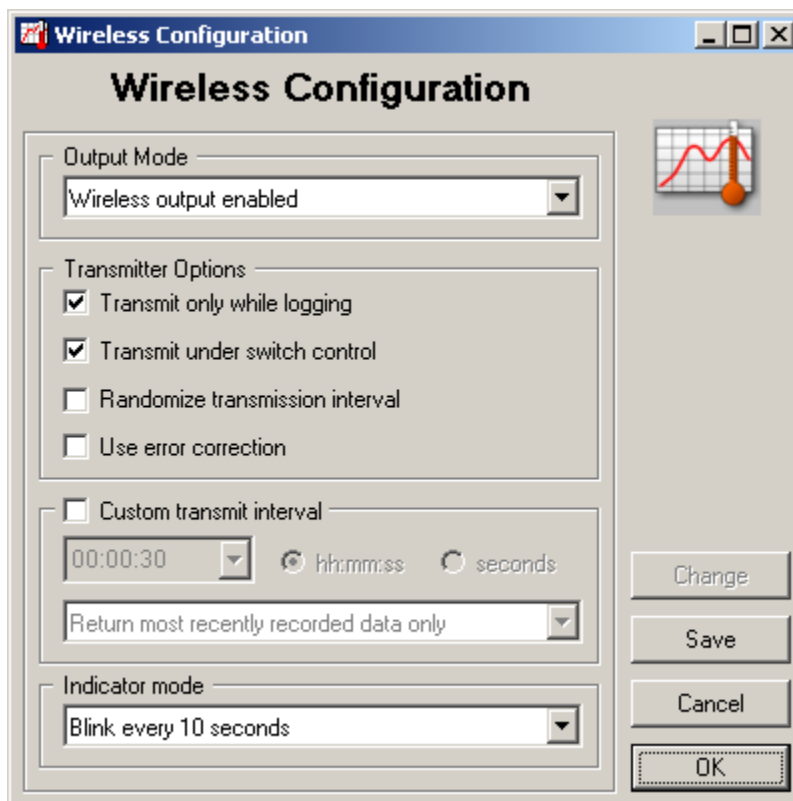 Wireless Configuration
Wireless Configuration
Output Mode
Wireless output enabled
Transmitter Options
Transmit only while logging
Transmit under switch control
Randomize transmission interval
Use error correction
Custom transmit interval
00:00:30 hh:mm:ss seconds
Return most recently recorded data only
Indicator mode
Blink every 10 seconds
Change
Save
Cancel
OK